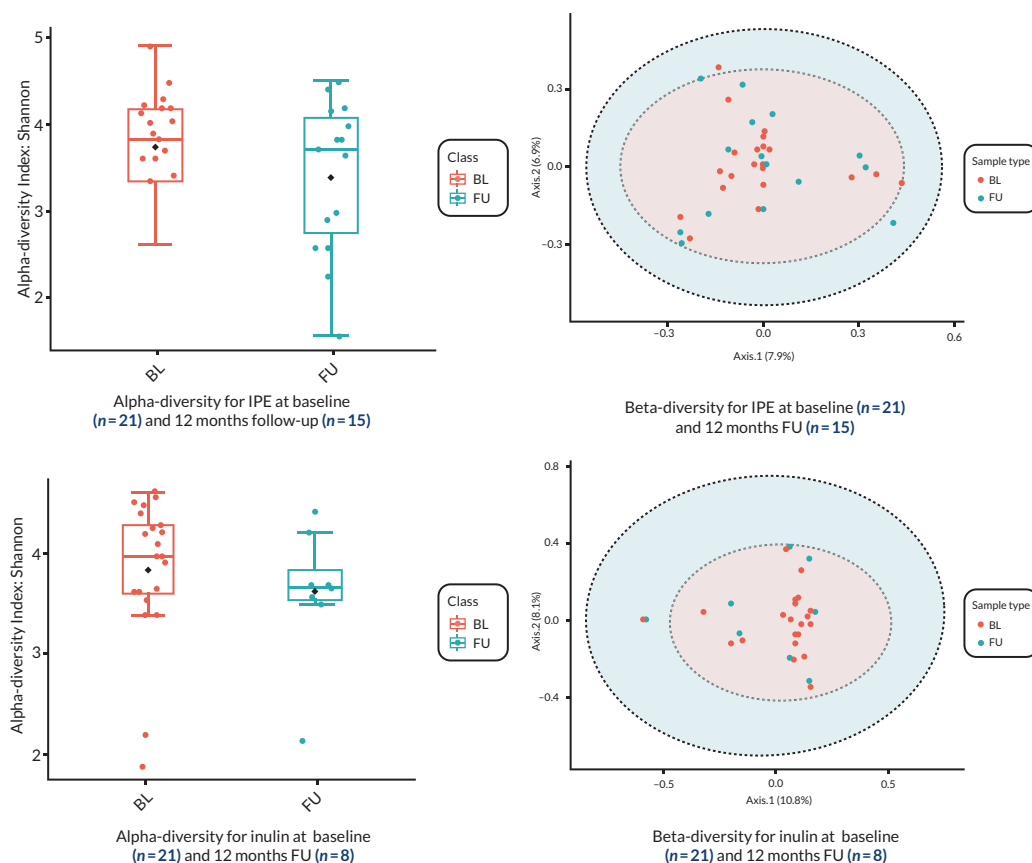 5
4
3
2
Alpha-diversity Index: Shannon
BL
FU
Class
BL
FU
Alpha-diversity for IPE at baseline
(n=21) and 12 months follow-up (n=15)
0.3
0.0
−0.3
Axis.2 (6.9%)
−0.3
0.0
0.3
0.6
Axis.1 (7.9%)
Sample type
BL
FU
Beta-diversity for IPE at baseline (n=21)
and 12 months FU (n=15)
4
3
2
Alpha-diversity Index: Shannon
BL
FU
Class
BL
FU
Alpha-diversity for inulin at baseline
(n=21) and 12 months FU (n=8)
0.8
0.4
0.0
−0.4
Axis.2 (8.1%)
−0.5
0.0
0.5
Axis.1 (10.8%)
Sample type
BL
FU
Beta-diversity for inulin at baseline
(n=21) and 12 months FU (n=8)